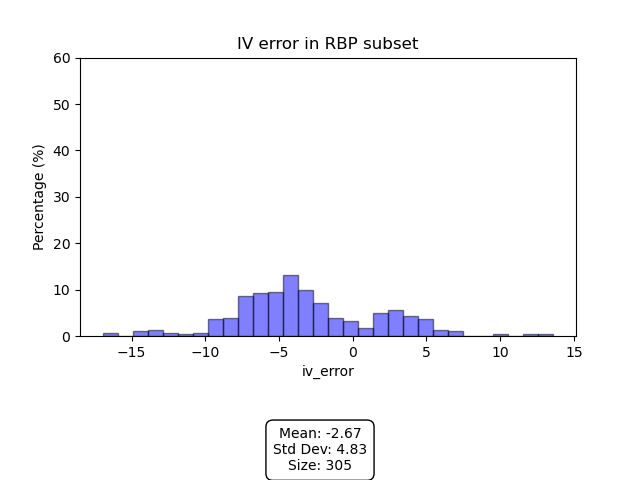 IV error in RBP subset
Percentage (%)
60
50
40
30
20
10
0
−15 −10 −5 0 5 10 15
iv_error
Mean: -2.67
Std Dev: 4.83
Size: 305